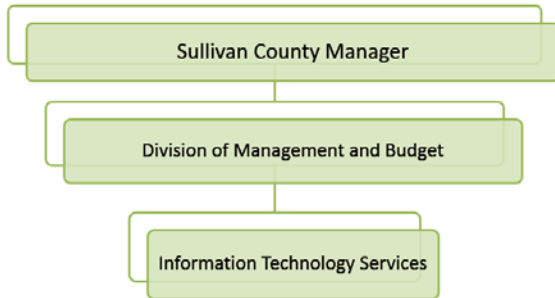 Sullivan County Manager
Division of Management and Budget
Information Technology Services